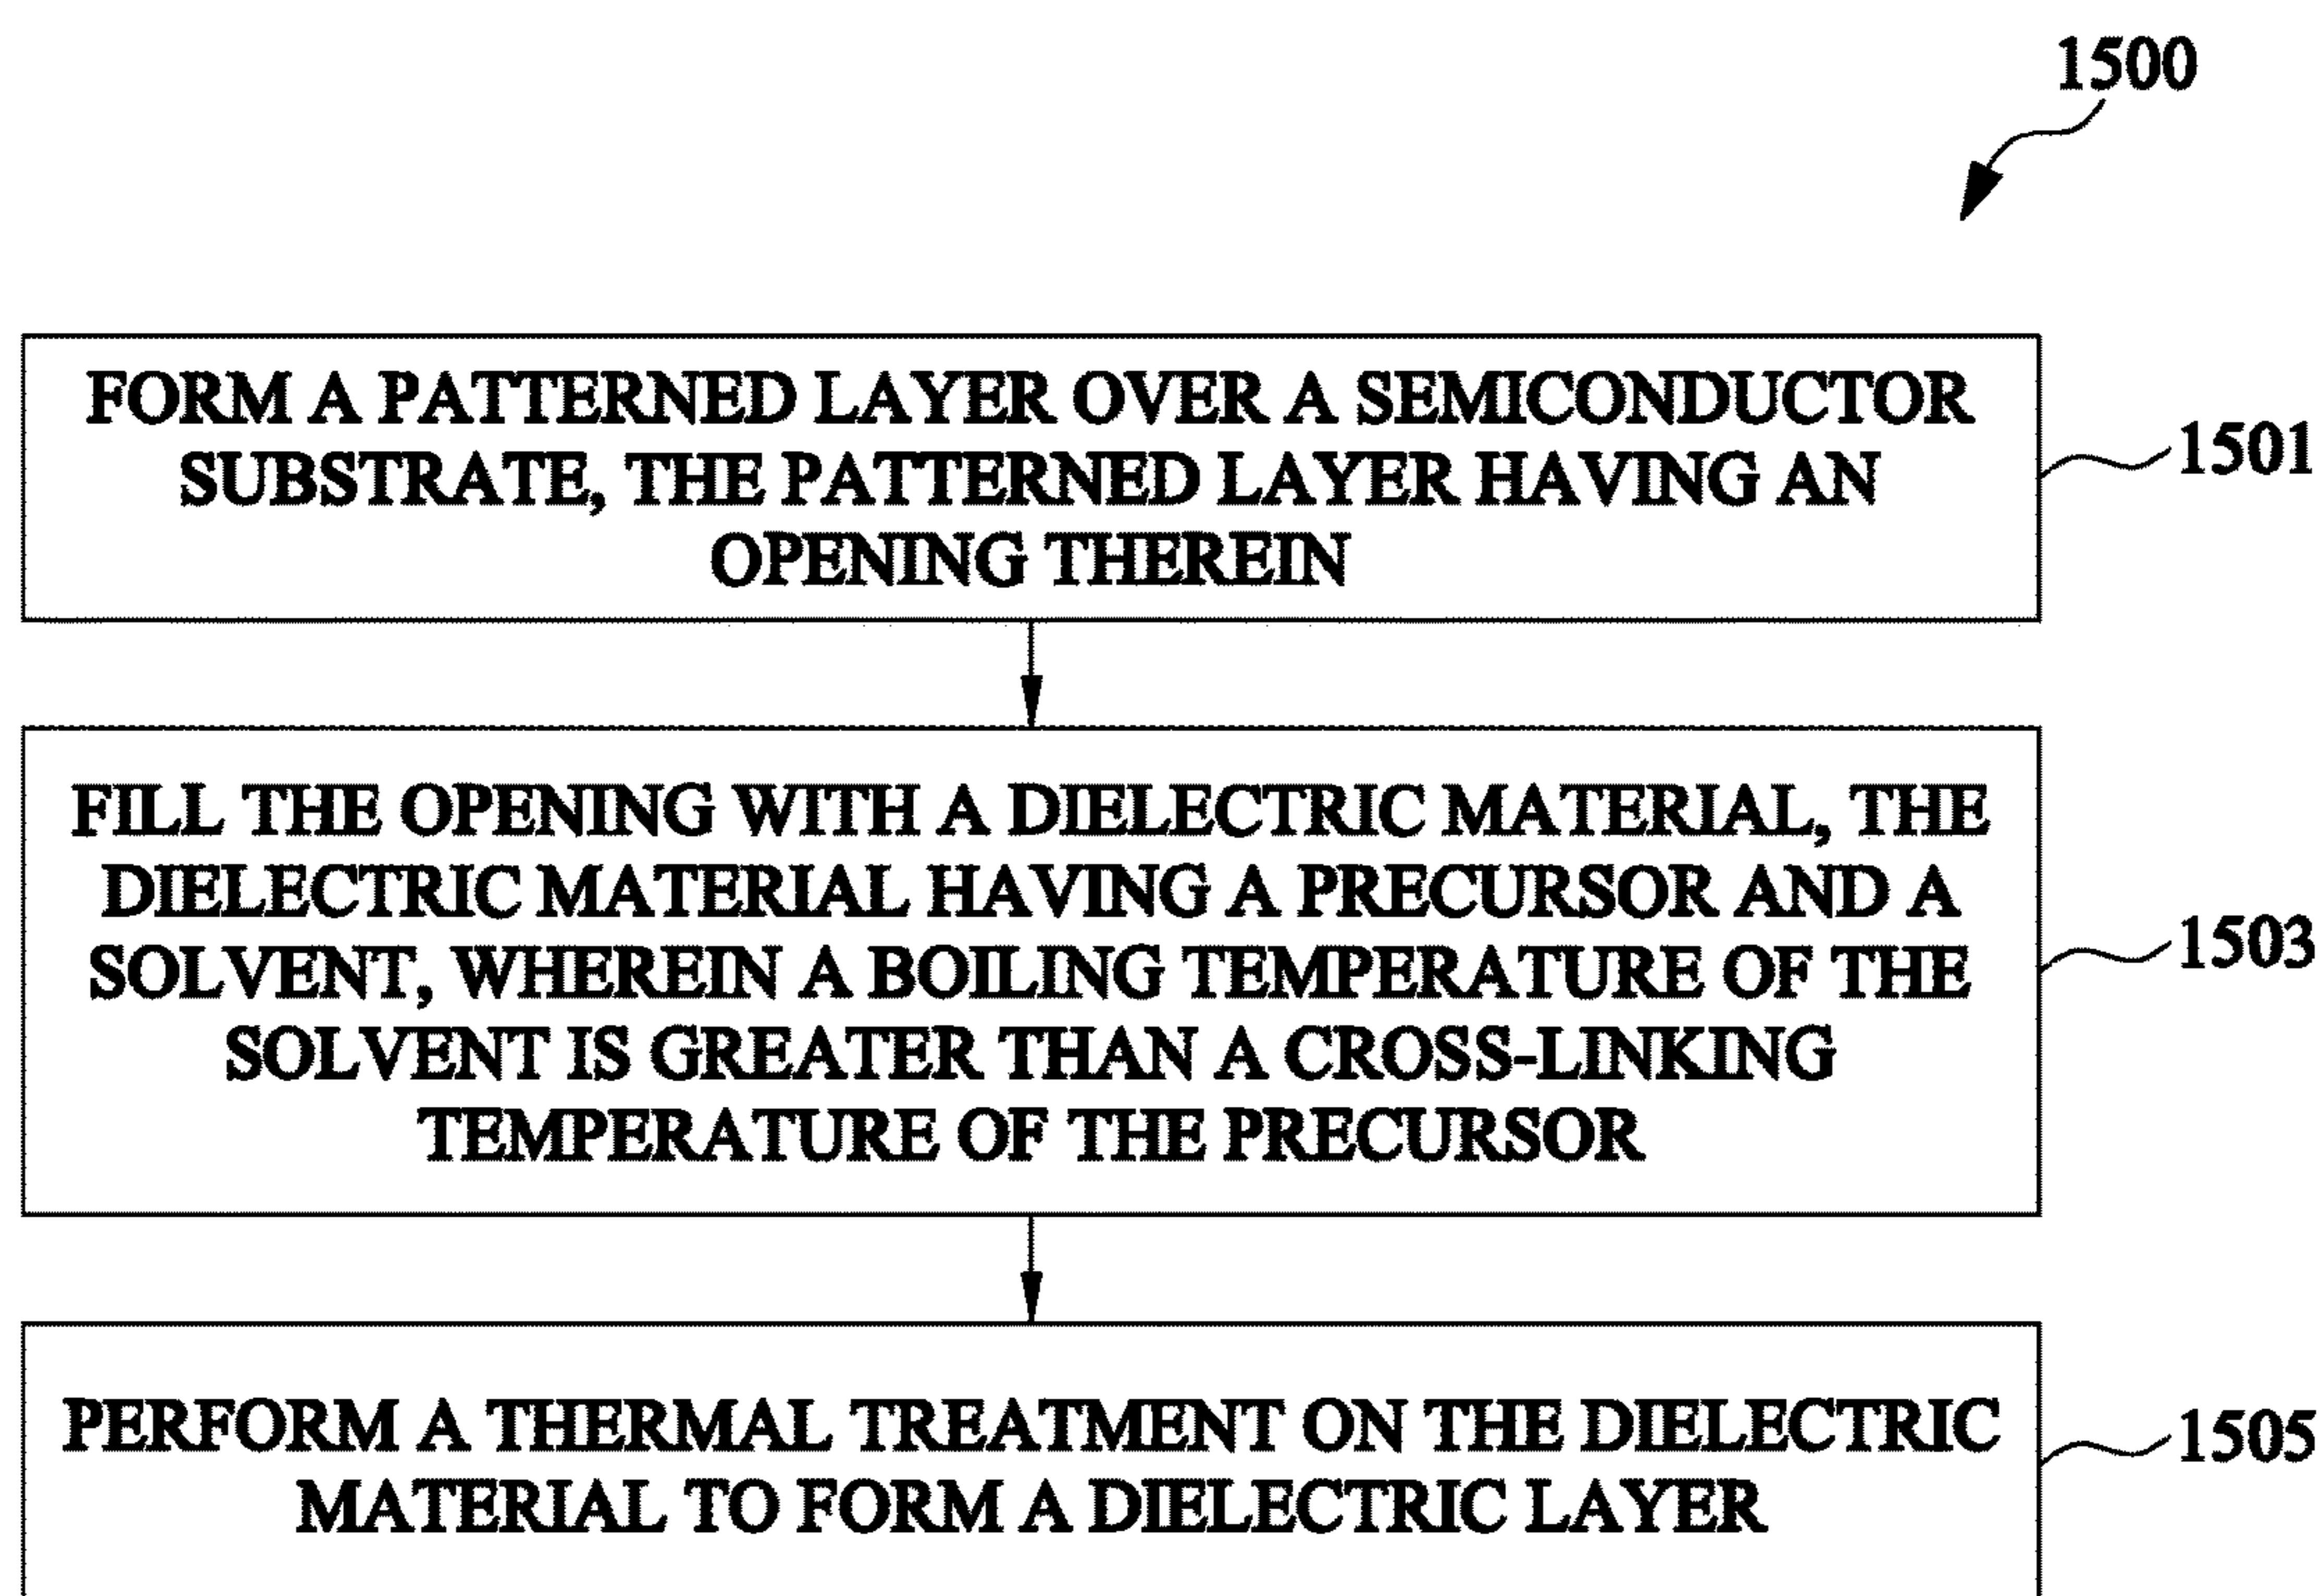 1500
FORM A PATTERNED LAYER OVER A SEMICONDUCTOR
SUBSTRATE, THE PATTERNED LAYER HAVING AN
OPENING THEREIN
1501
FILL THE OPENING WITH A DIELECTRIC MATERIAL, THE
DIELECTRIC MATERIAL HAVING A PRECURSOR AND A
SOLVENT, WHEREIN A BOILING TEMPERATURE OF THE
SOLVENT IS GREATER THAN A CROSS-LINKING
TEMPERATURE OF THE PRECURSOR
1503
PERFORM A THERMAL TREATMENT ON THE DIELECTRIC
MATERIAL TO FORM A DIELECTRIC LAYER
1505